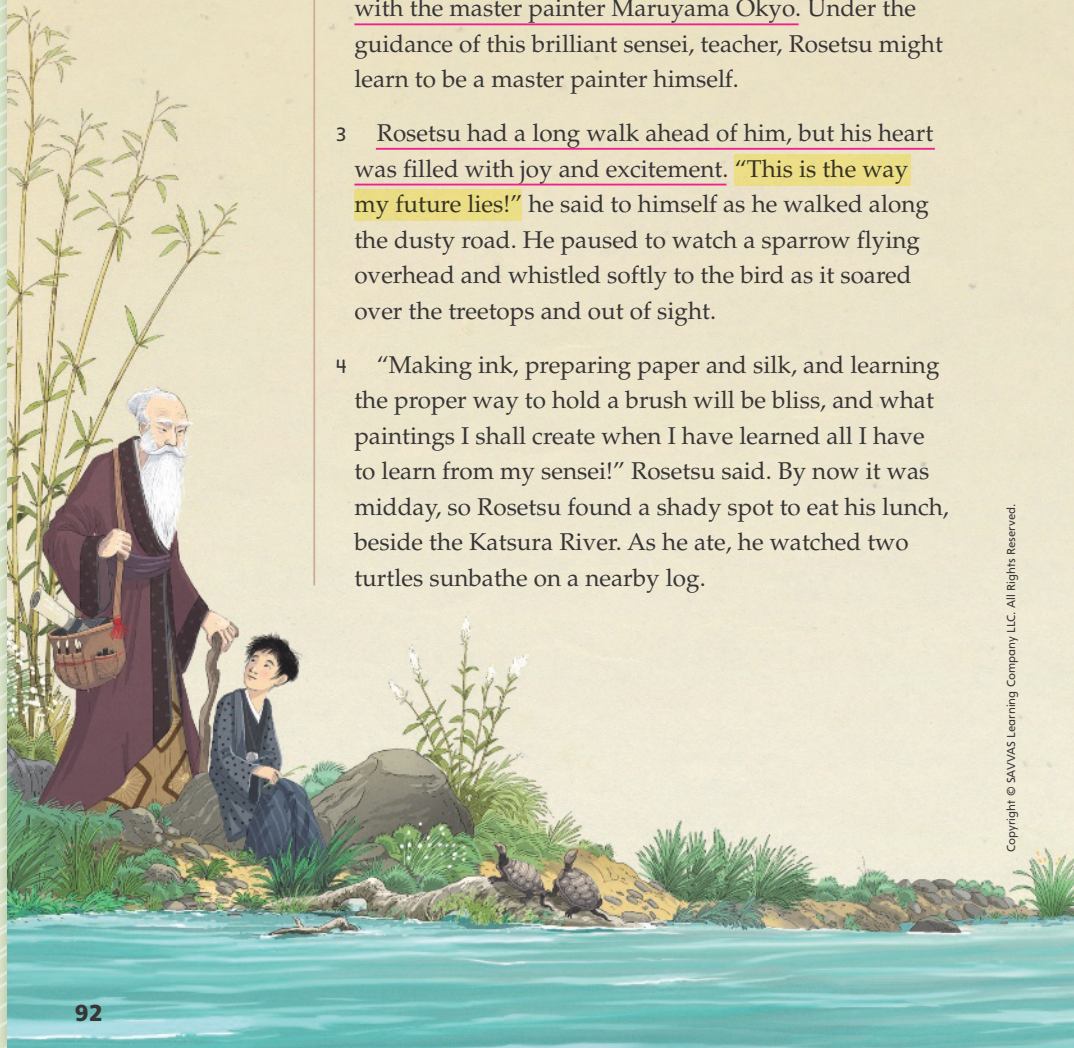 with the master painter Maruyama Okyo. Under the
guidance of this brilliant sensei, teacher, Rosetsu might
learn to be a master painter himself.
3 Rosetsu had a long walk ahead of him, but his heart
was filled with joy and excitement. “This is the way
my future lies!” he said to himself as he walked along
the dusty road. He paused to watch a sparrow flying
overhead and whistled softly to the bird as it soared
over the treetops and out of sight.
4 “Making ink, preparing paper and silk, and learning
the proper way to hold a brush will be bliss, and what
paintings I shall create when I have learned all I have
to learn from my sensei!” Rosetsu said. By now it was
midday, so Rosetsu found a shady spot to eat his lunch,
beside the Katsura River. As he ate, he watched two
turtles sunbathe on a nearby log.
Copyright © SAVVAS Learning Company LLC. All Rights Reserved.
92